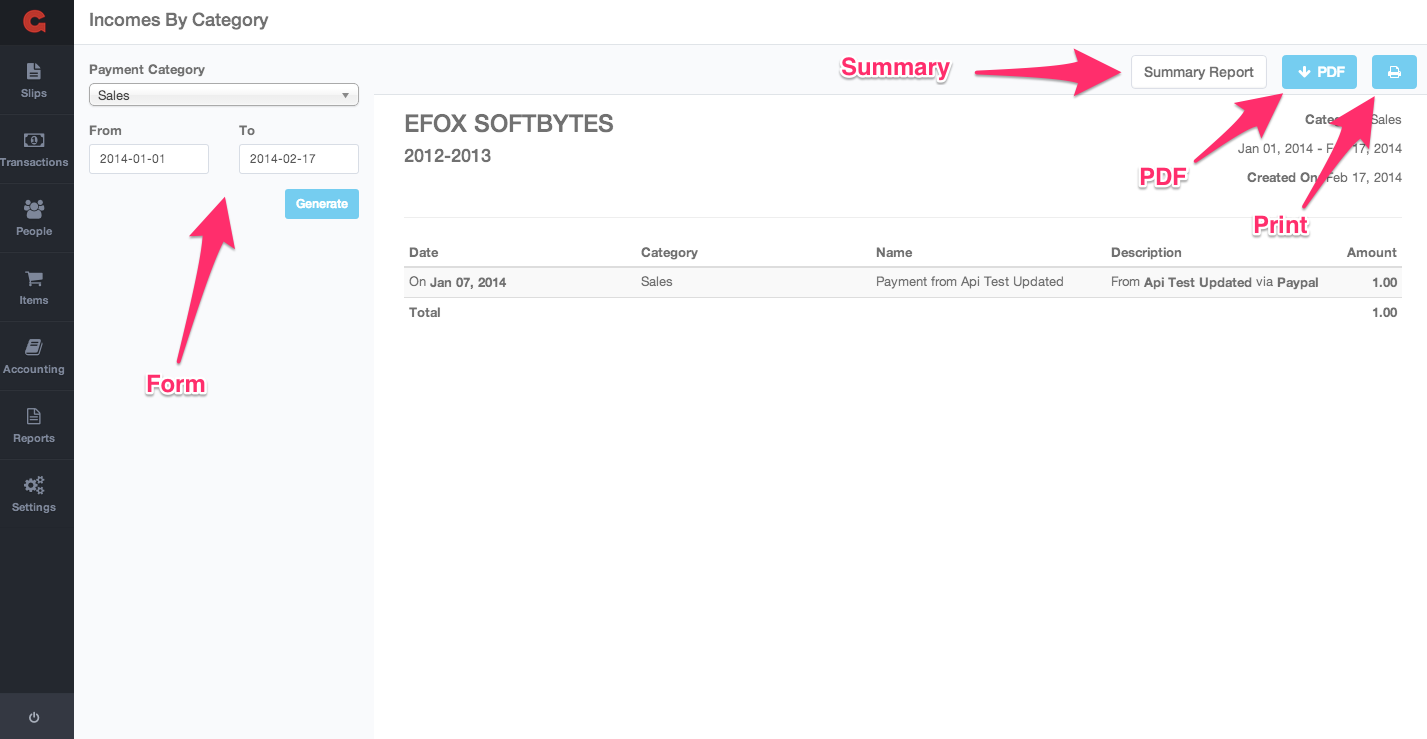 Incomes By Category
Slips
Transactions
People
Items
Accounting
Reports
Settings
Payment Category
Sales
From
To
2014-01-01
2014-02-17
Generate
Form
Summary
Summary Report
PDF
PDF
Print
EFOX SOFTBYTES
2012-2013
Sales
Jan 01, 2014 - 17, 2014
Created On Feb 17, 2014
Date Category Name Description Amount
On Jan 07, 2014 Sales Payment from Api Test Updated From Api Test Updated via Paypal 1.00
Total 1.00